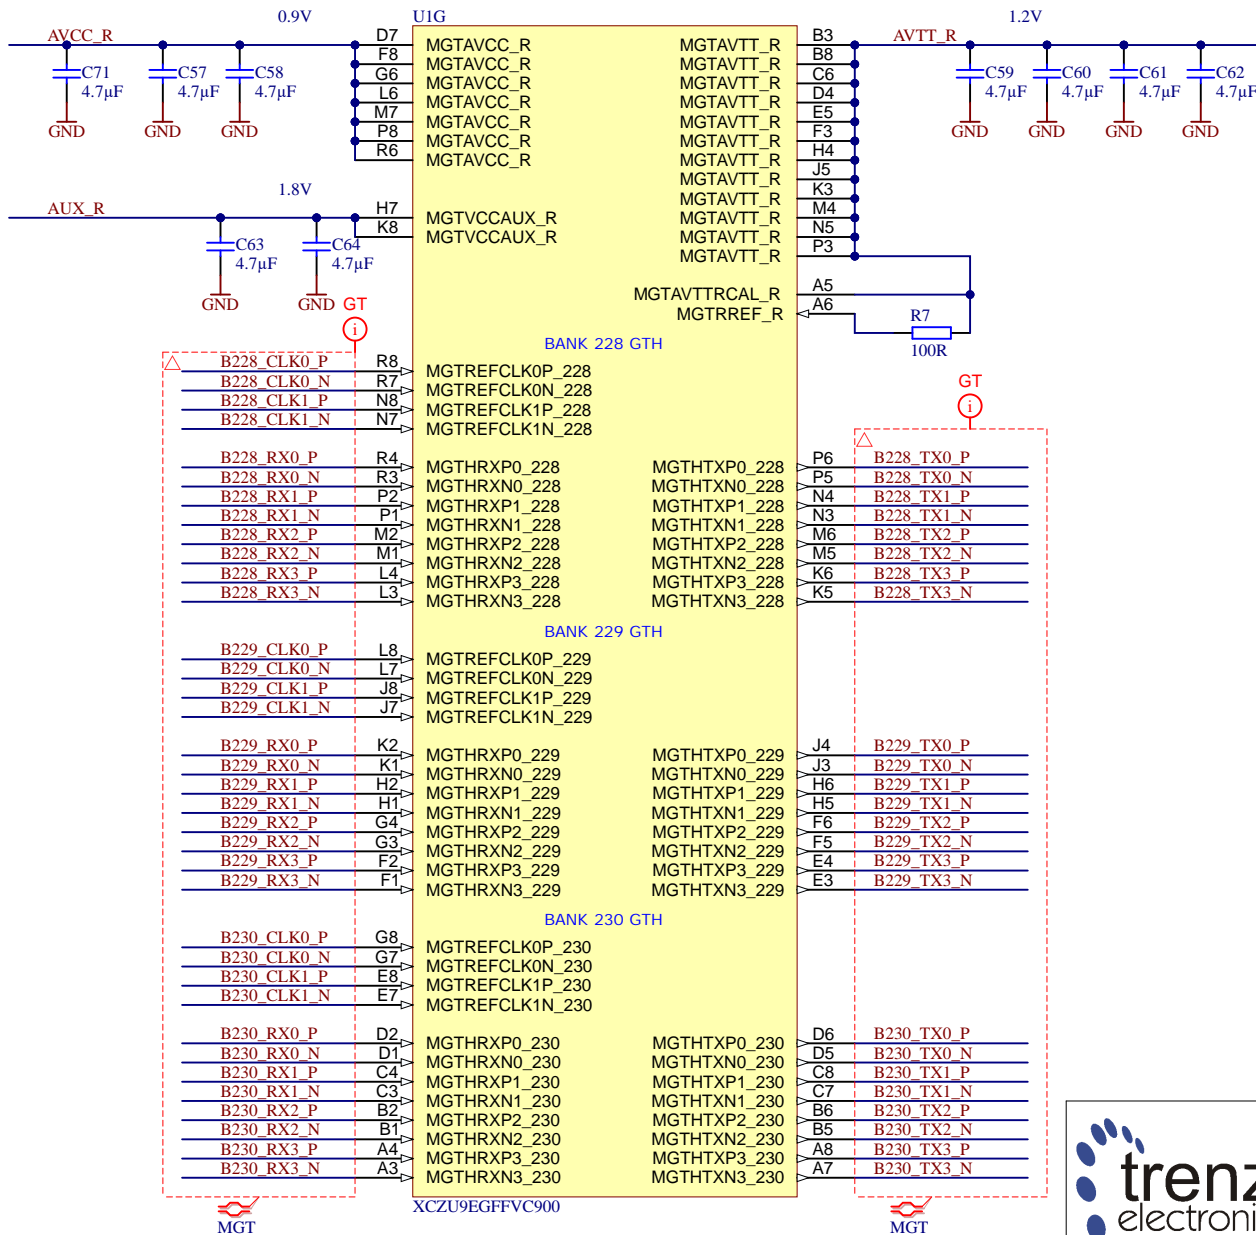 0.9V
U1G
1.2V
AVCC_R
D7
MGTAVCC_R
MGTAVTT_R
B3
AVTT_R
F8
MGTAVCC_R
MGTAVTT_R
B8
C71
4.7µF
C57
4.7µF
C58
4.7µF
G6
MGTAVCC_R
MGTAVTT_R
C6
C59
4.7µF
C60
4.7µF
C61
4.7µF
C62
4.7µF
L6
MGTAVCC_R
MGTAVTT_R
D4
M7
MGTAVCC_R
MGTAVTT_R
E5
GND
GND
GND
P8
MGTAVCC_R
MGTAVTT_R
F3
GND
GND
GND
GND
R6
MGTAVCC_R
MGTAVTT_R
H4
MGTAVTT_R
J5
1.8V
MGTAVTT_R
K3
AUX_R
H7
MGTVCCAUX_R
MGTAVTT_R
M4
K8
MGTVCCAUX_R
MGTAVTT_R
N5
C63
4.7µF
C64
4.7µF
MGTAVTT_R
P3
GND
GND
MGTAVTTRCAL_R
A5
MGTRREF_R
A6
R7
100R
GT
i
BANK 228 GTH
B228_CLK0_P R8 MGTREFCLK0P_228
B228_CLK0_N R7 MGTREFCLK0N_228
B228_CLK1_P N8 MGTREFCLK1P_228
B228_CLK1_N N7 MGTREFCLK1N_228
GT
i
B228_RX0_P R4 MGTHRXP0_228 MGTHTXP0_228 P6 B228_TX0_P
B228_RX0_N R3 MGTHRXN0_228 MGTHTXN0_228 P5 B228_TX0_N
B228_RX1_P P2 MGTHRXP1_228 MGTHTXP1_228 N4 B228_TX1_P
B228_RX1_N P1 MGTHRXN1_228 MGTHTXN1_228 N3 B228_TX1_N
B228_RX2_P M2 MGTHRXP2_228 MGTHTXP2_228 M6 B228_TX2_P
B228_RX2_N M1 MGTHRXN2_228 MGTHTXN2_228 M5 B228_TX2_N
B228_RX3_P L4 MGTHRXP3_228 MGTHTXP3_228 K6 B228_TX3_P
B228_RX3_N L3 MGTHRXN3_228 MGTHTXN3_228 K5 B228_TX3_N
BANK 229 GTH
B229_CLK0_P L8 MGTREFCLK0P_229
B229_CLK0_N L7 MGTREFCLK0N_229
B229_CLK1_P J8 MGTREFCLK1P_229
B229_CLK1_N J7 MGTREFCLK1N_229
B229_RX0_P K2 MGTHRXP0_229 MGTHTXP0_229 J4 B229_TX0_P
B229_RX0_N K1 MGTHRXN0_229 MGTHTXN0_229 J3 B229_TX0_N
B229_RX1_P H2 MGTHRXP1_229 MGTHTXP1_229 H6 B229_TX1_P
B229_RX1_N H1 MGTHRXN1_229 MGTHTXN1_229 H5 B229_TX1_N
B229_RX2_P G4 MGTHRXP2_229 MGTHTXP2_229 F6 B229_TX2_P
B229_RX2_N G3 MGTHRXN2_229 MGTHTXN2_229 F5 B229_TX2_N
B229_RX3_P F2 MGTHRXP3_229 MGTHTXP3_229 E4 B229_TX3_P
B229_RX3_N F1 MGTHRXN3_229 MGTHTXN3_229 E3 B229_TX3_N
BANK 230 GTH
B230_CLK0_P G8 MGTREFCLK0P_230
B230_CLK0_N G7 MGTREFCLK0N_230
B230_CLK1_P E8 MGTREFCLK1P_230
B230_CLK1_N E7 MGTREFCLK1N_230
B230_RX0_P D2 MGTHRXP0_230 MGTHTXP0_230 D6 B230_TX0_P
B230_RX0_N D1 MGTHRXN0_230 MGTHTXN0_230 D5 B230_TX0_N
B230_RX1_P C4 MGTHRXP1_230 MGTHTXP1_230 C8 B230_TX1_P
B230_RX1_N C3 MGTHRXN1_230 MGTHTXN1_230 C7 B230_TX1_N
B230_RX2_P B2 MGTHRXP2_230 MGTHTXP2_230 B6 B230_TX2_P
B230_RX2_N B1 MGTHRXN2_230 MGTHTXN2_230 B5 B230_TX2_N
B230_RX3_P A4 MGTHRXP3_230 MGTHTXP3_230 A8 B230_TX3_P
B230_RX3_N A3 MGTHRXN3_230 MGTHTXN3_230 A7 B230_TX3_N
XCZU9EGFFVC900
MGT
MGT
trenz
electroni